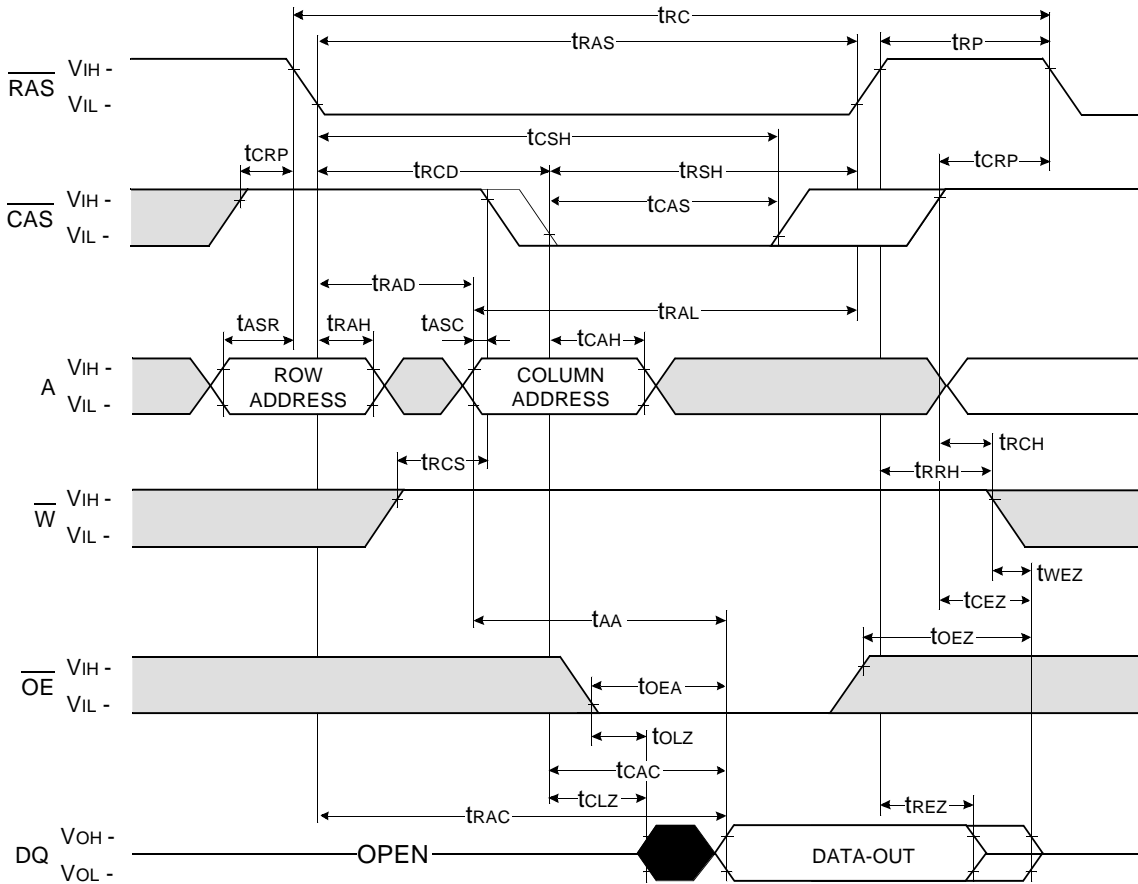 tRC
tRAS
tRP
RAS
VIH -
VIL -
tCSH
tCRP
tRCD
tRSH
tCRP
CAS
VIH -
VIL -
tCAS
tRAD
tRAL
tASR
tRAH
tASC
tCAH
A
VIH -
VIL -
ROW
ADDRESS
COLUMN
ADDRESS
tRCS
tRCH
tRRH
W
VIH -
VIL -
tWEZ
tCEZ
tAA
tOEZ
OE
VIH -
VIL -
tOEA
tOLZ
tCAC
tCLZ
tRAC
tREZ
DQ
VOH -
VOL -
OPEN
DATA-OUT